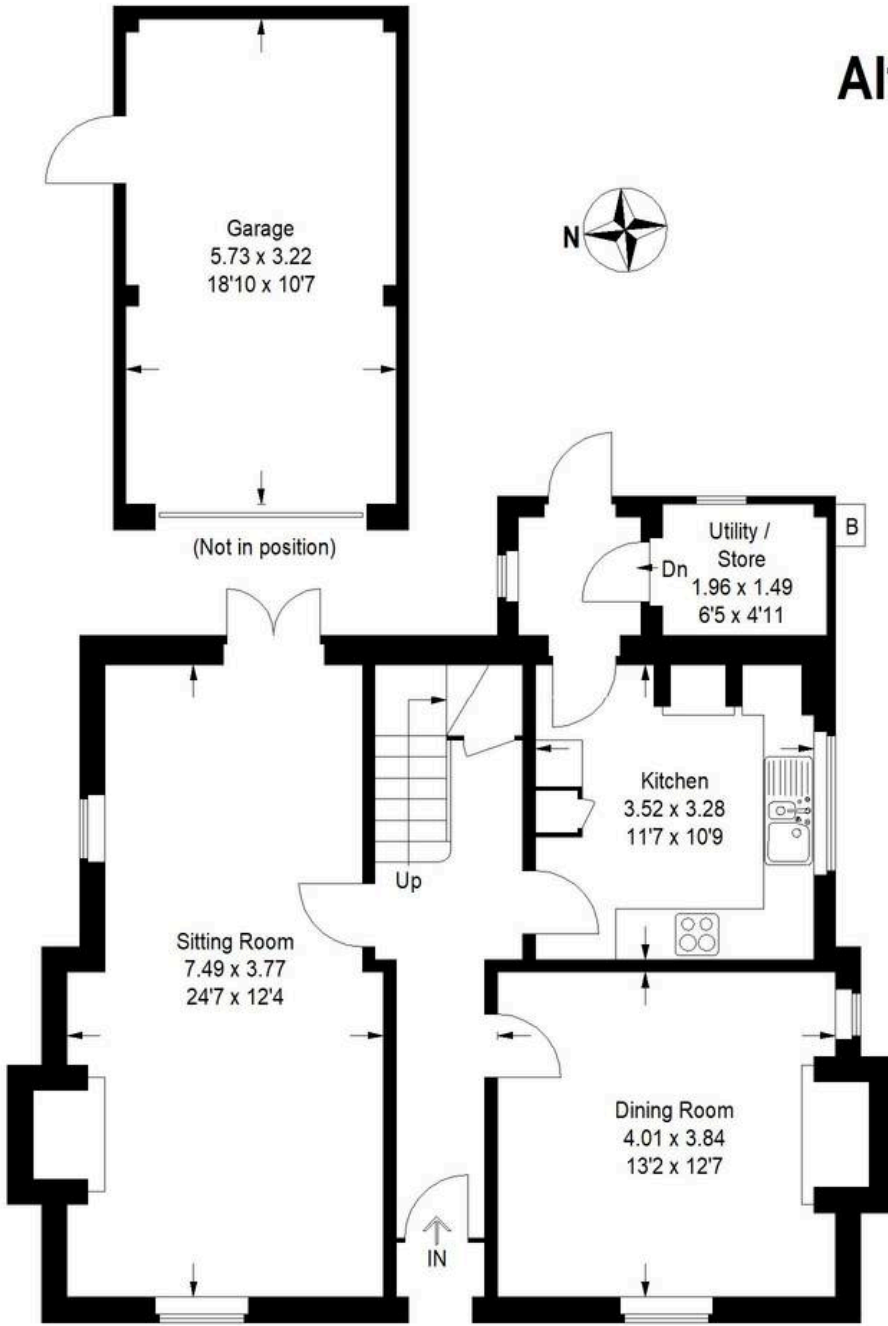 Garage
5.73 x 3.22
18'10 x 10'7
N
(Not in position)
Utility /
Store
1.96 x 1.49
6'5 x 4'11
B
Dn
Kitchen
3.52 x 3.28
11'7 x 10'9
Up
Sitting Room
7.49 x 3.77
24'7 x 12'4
Dining Room
4.01 x 3.84
13'2 x 12'7
IN